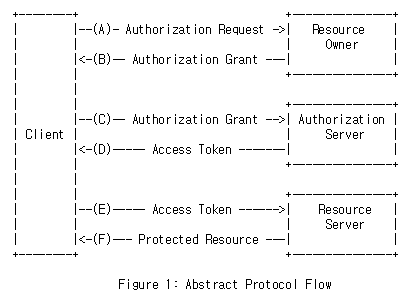 +--------+                               +---------------+
|        |--(A)- Authorization Request ->|   Resource    |
|        |                               |     Owner     |
|        |<-(B)-- Authorization Grant ---|               |
|        |                               +---------------+
|        |
|        |                               +---------------+
|        |--(C)-- Authorization Grant -->| Authorization |
| Client |                               |     Server    |
|        |<-(D)----- Access Token -------|               |
|        |                               +---------------+
|        |
|        |                               +---------------+
|        |--(E)----- Access Token ------>|    Resource   |
|        |                               |     Server    |
|        |<-(F)--- Protected Resource ---|               |
+--------+                               +---------------+
Figure 1: Abstract Protocol Flow